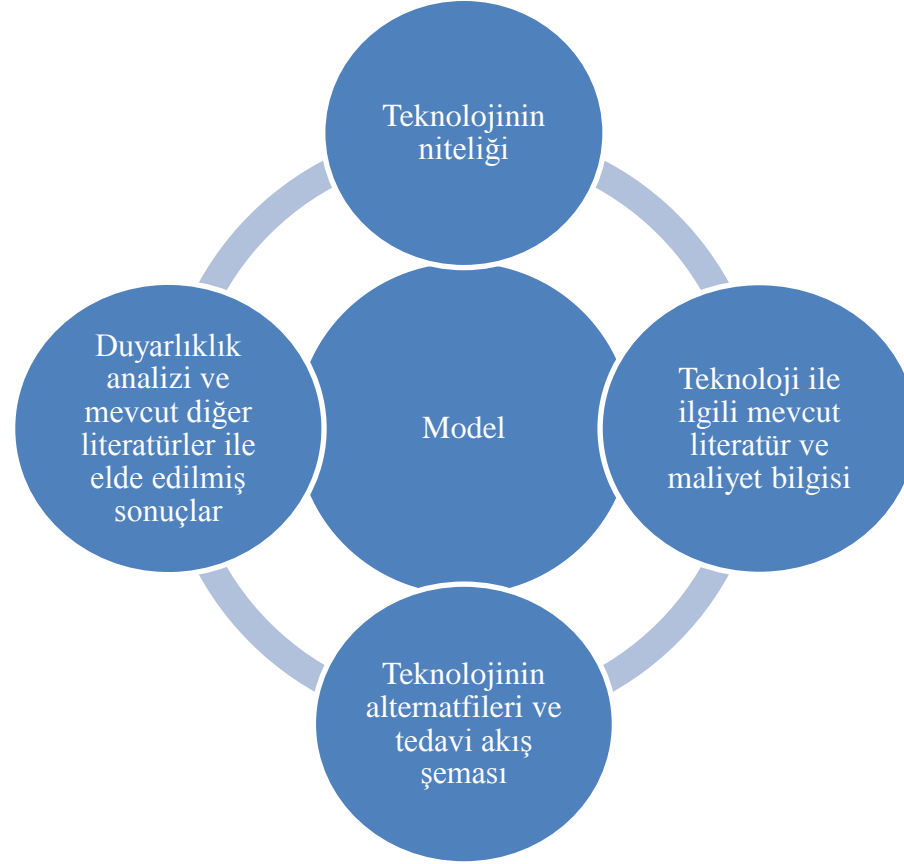 Teknolojinin
niteliği
Duyarlıklık
analizi ve
mevcut diğer
literatürler ile
elde edilmiş
sonuçlar
Model
Teknoloji ile
ilgili mevcut
literatür ve
maliyet bilgisi
Teknolojinin
alternatfileri ve
tedavi akış
şeması